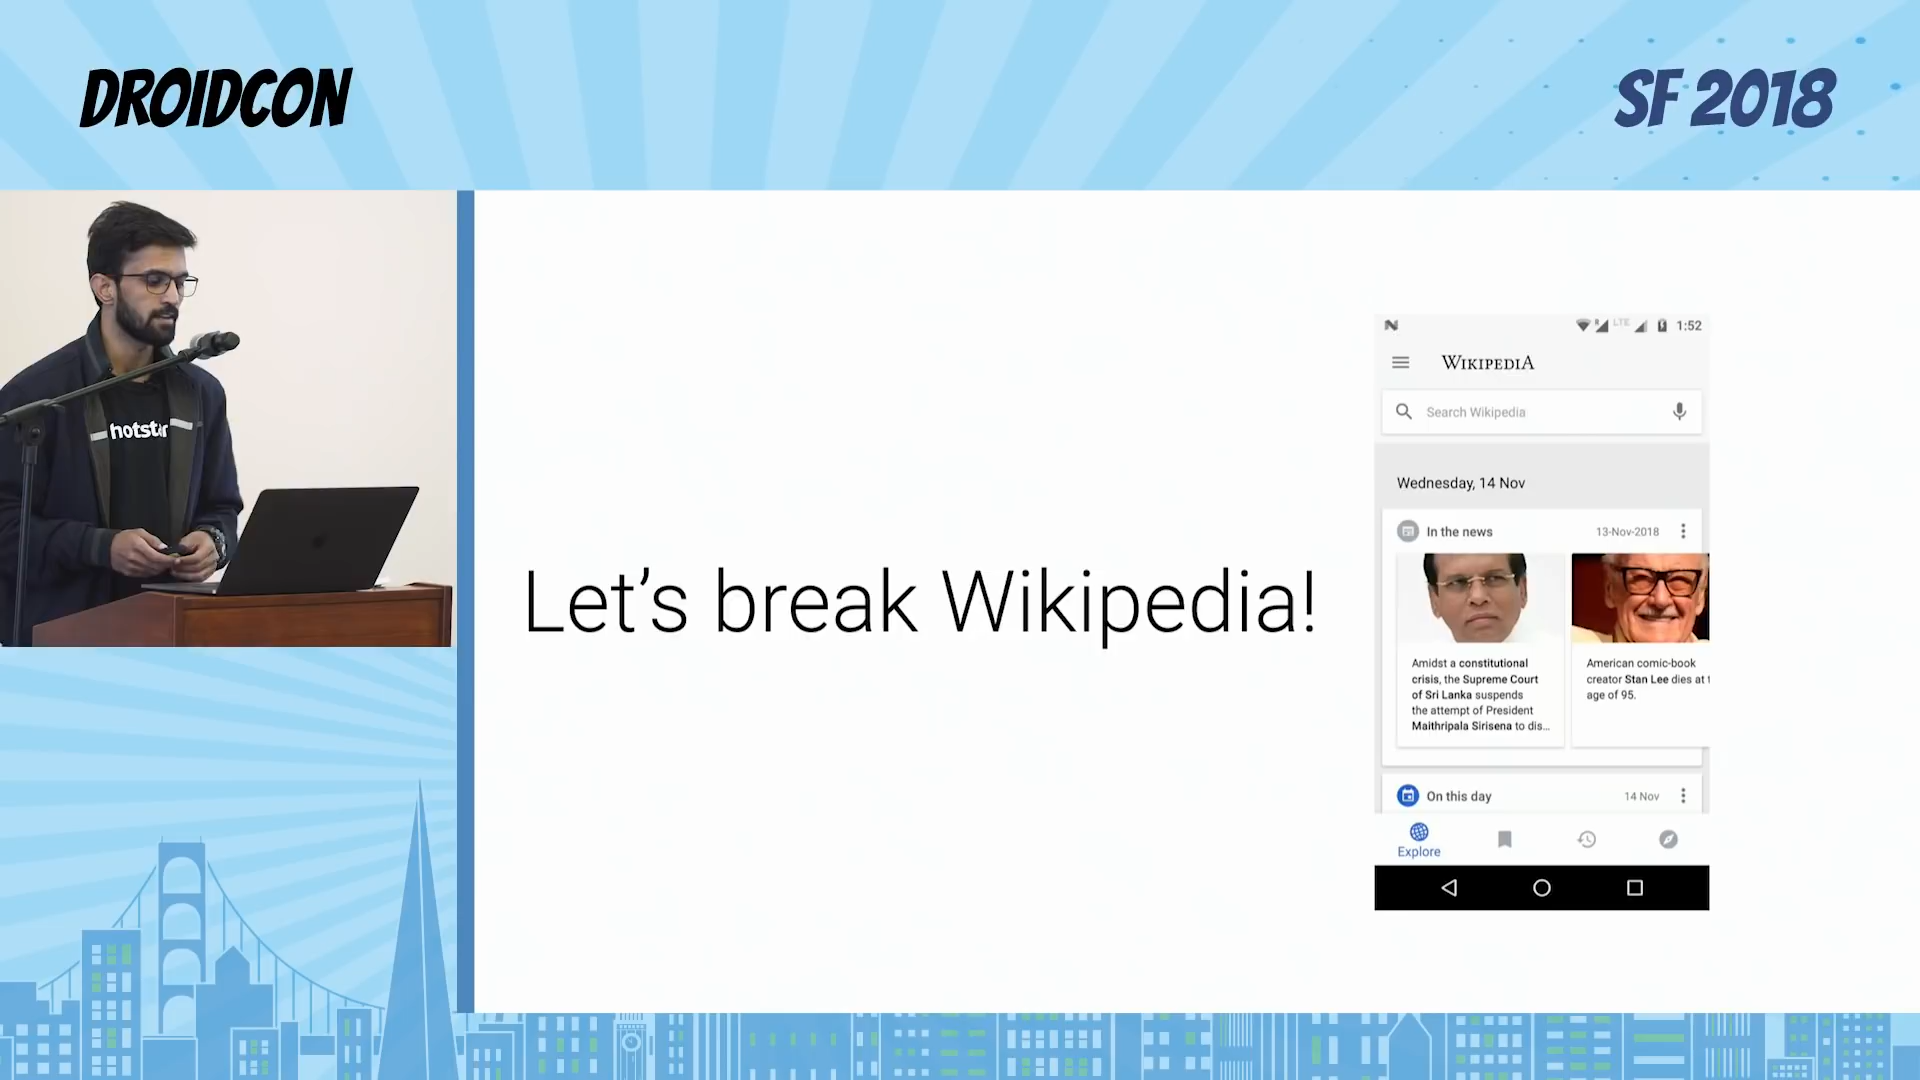 DROIDCON
SF 2018
hotstar
Let's break Wikipedia!
LTE
1:52
WIKIPEDIA
Search Wikipedia
Wednesday, 14 Nov
In the news
13-Nov-2018
Amidst a constitutional
crisis, the Supreme Court
of Sri Lanka suspends
the attempt of President
Maithripala Sirisena to dis...
American comic-book
creator Stan Lee dies at t
age of 95.
On this day
14 Nov
Explore